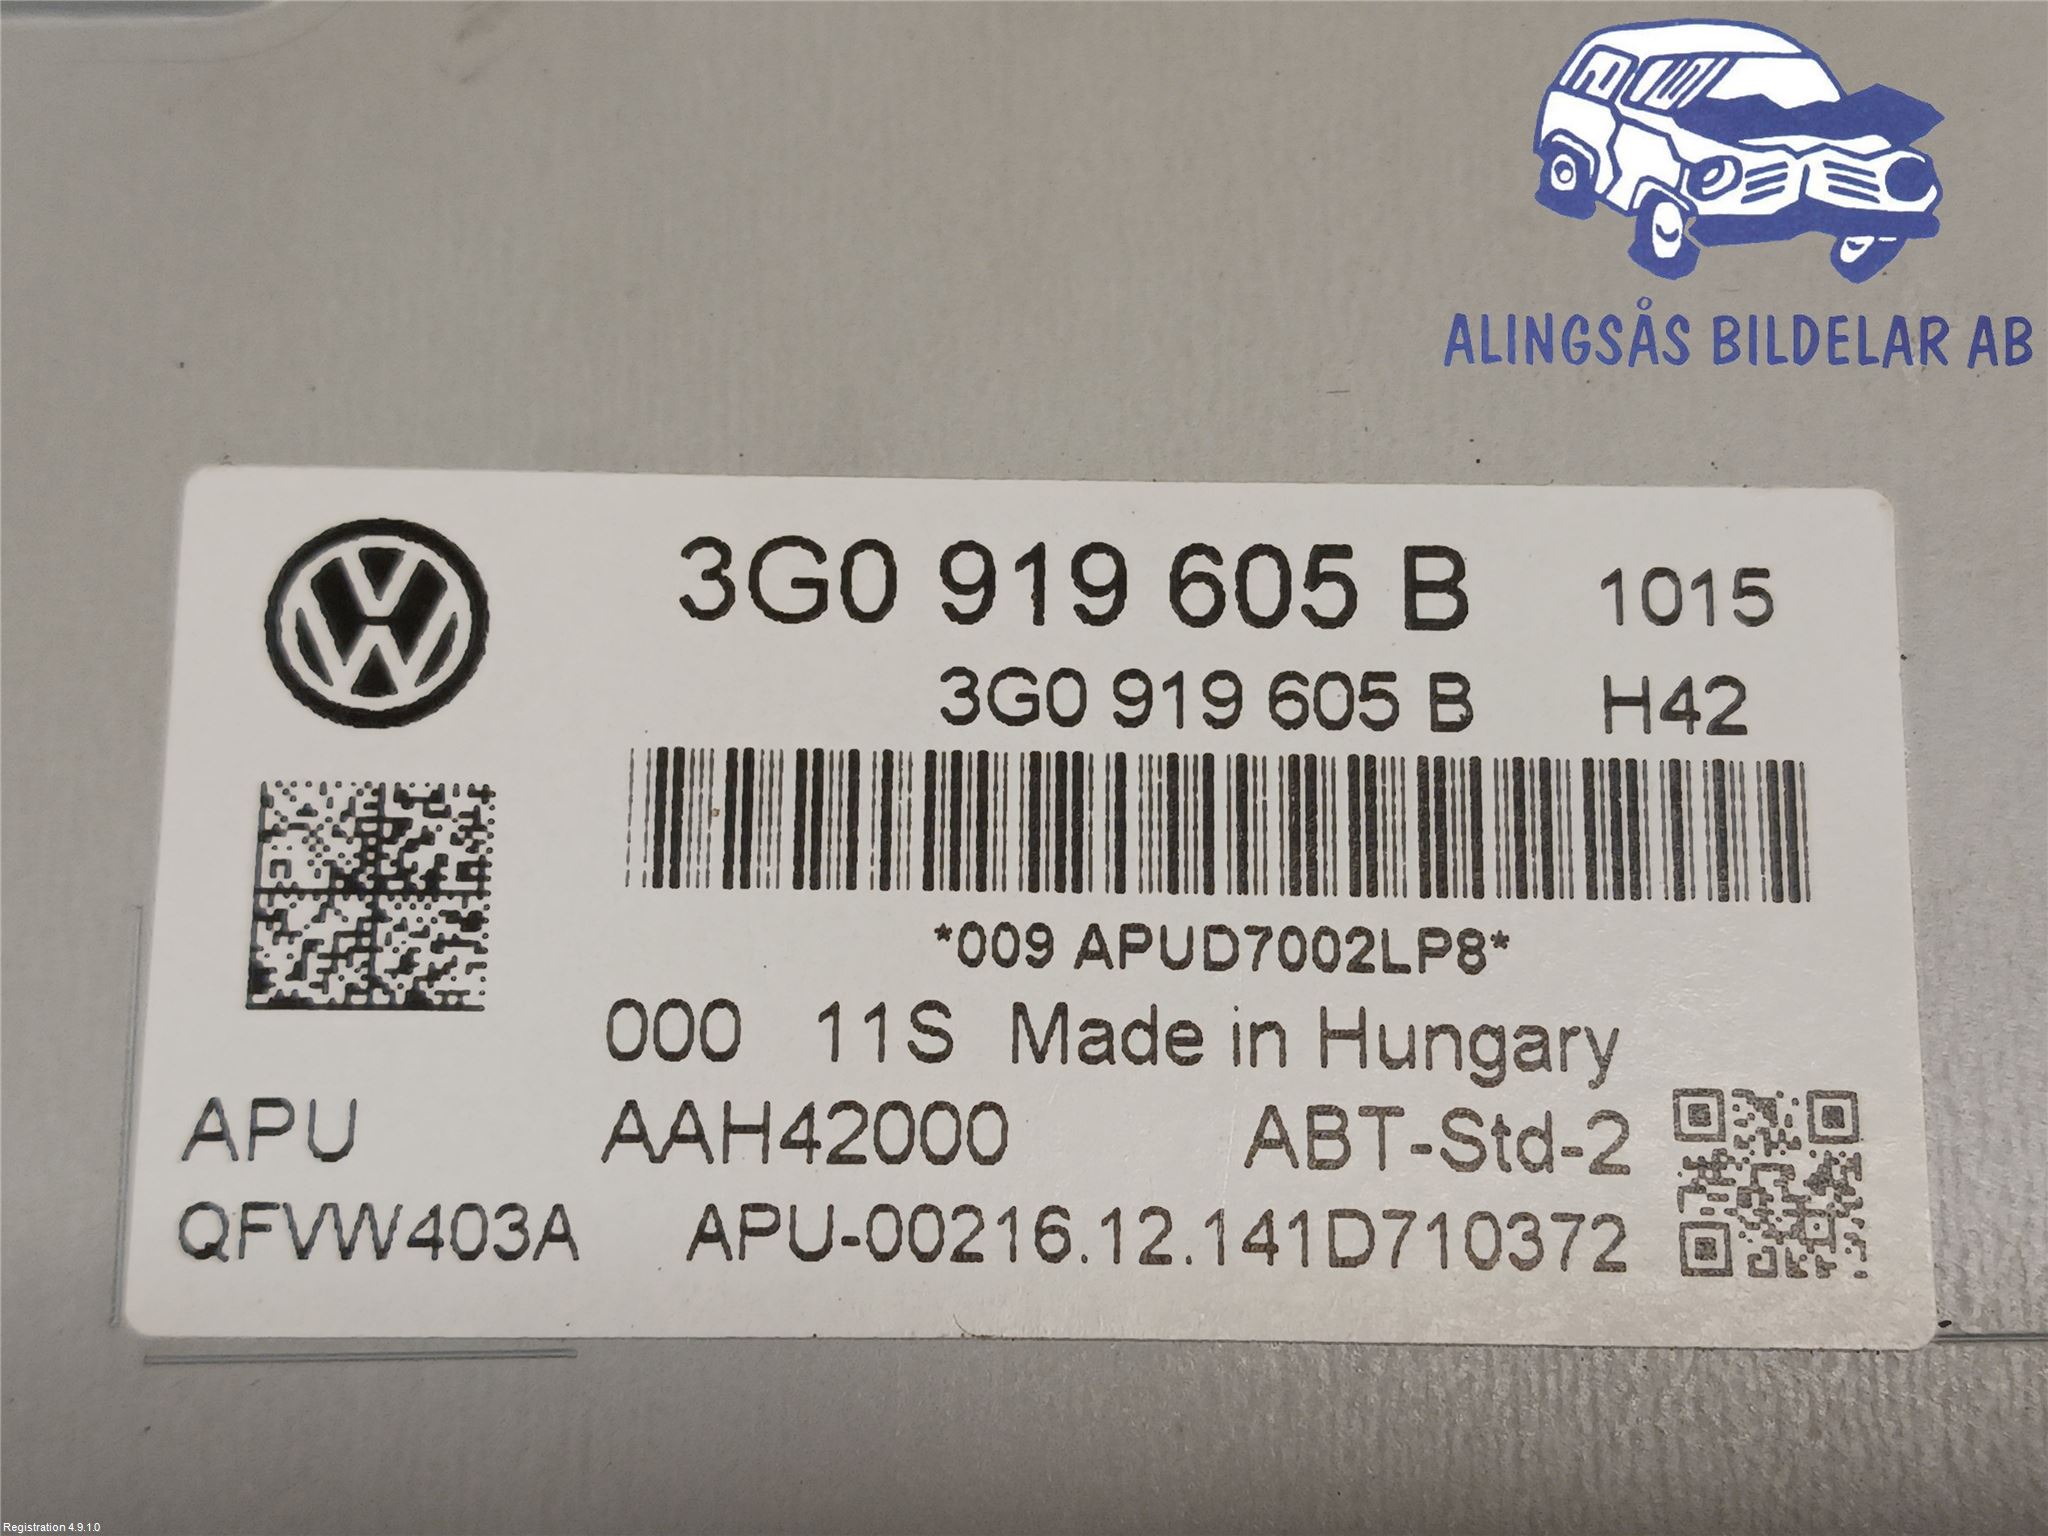 ALINGSÅS BILDELAR AB
3G0 919 605 B 1015
3G0 919 605 B H42
*009 APUD7002LP8*
000 11S Made in Hungary
APU AAH42000 ABT-Std-2
QFVW403A APU-00216.12.141D710372
Registration 4.9.1.0